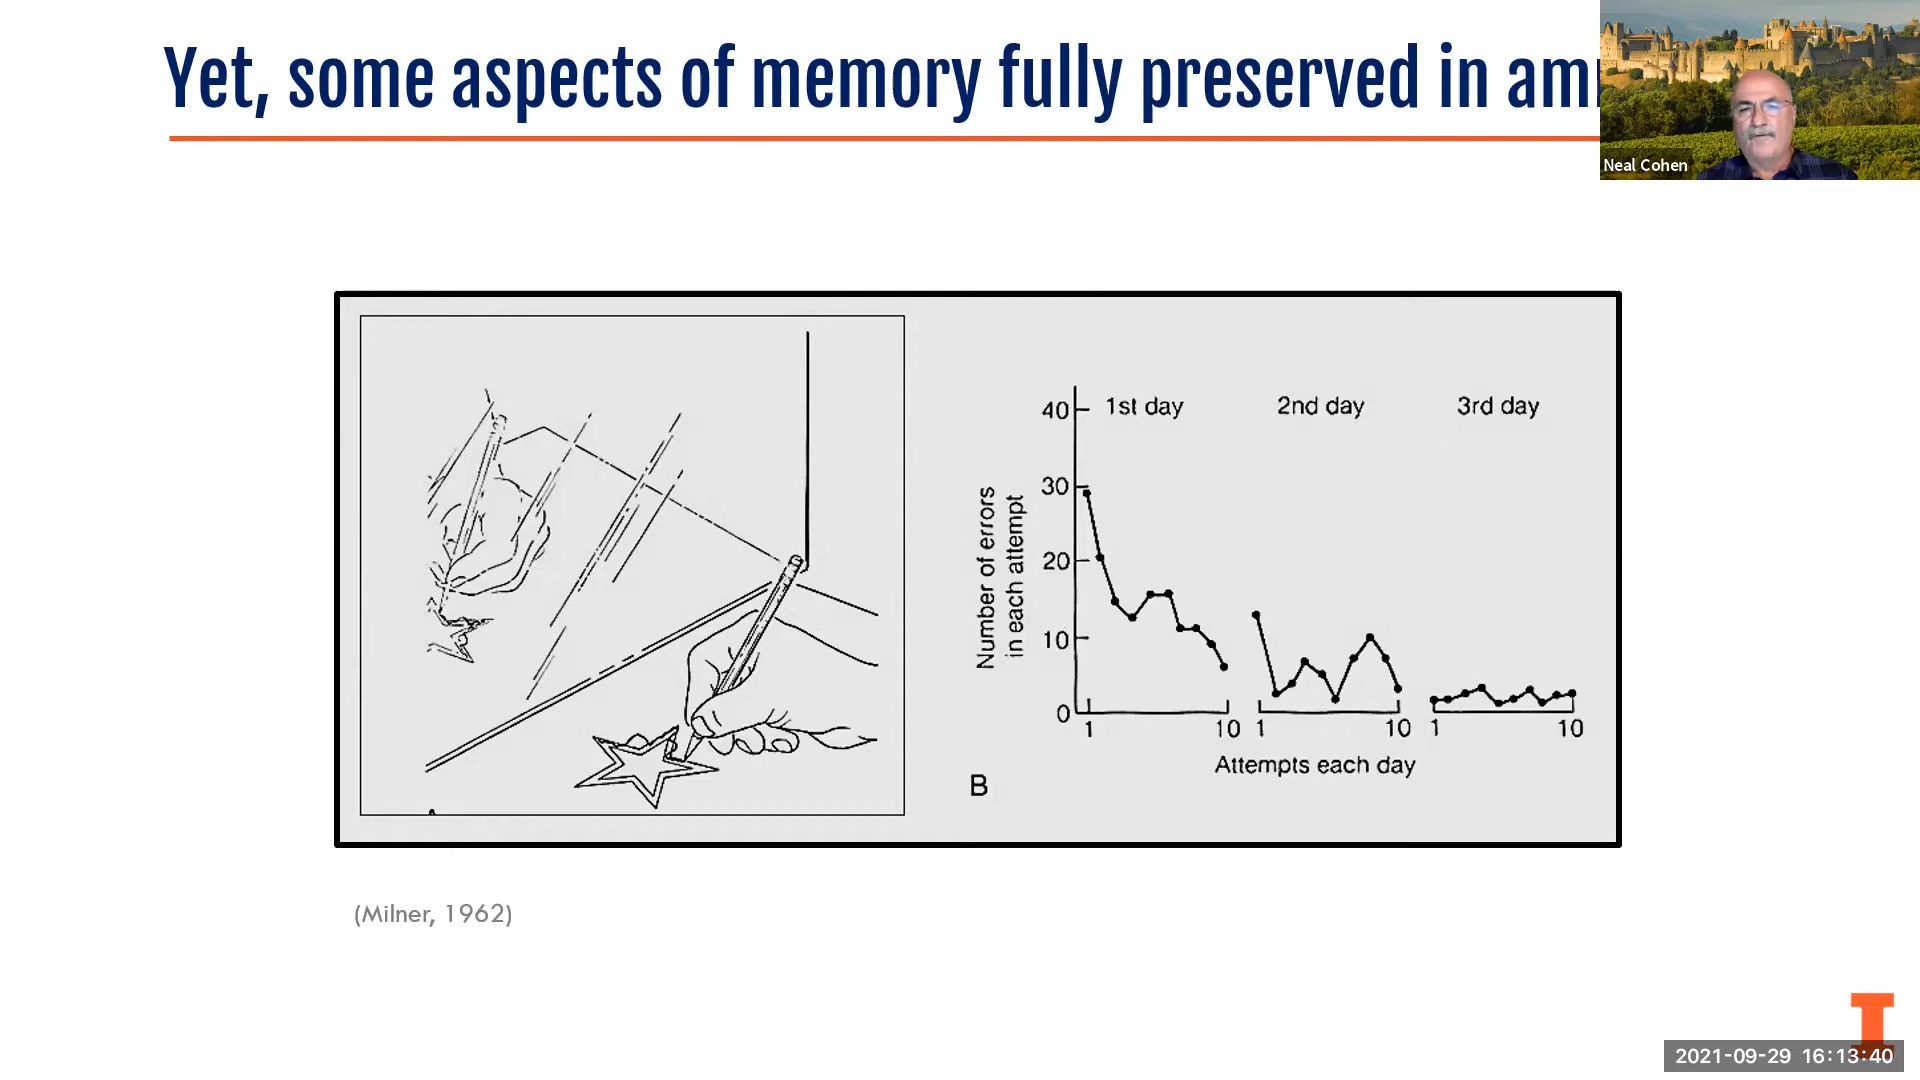 Yet, some aspects of memory fully preserved in am
Neal Cohen
40
1st day
2nd day
3rd day
30
20
10
0
Number of errors
in each attempt
1
10
1
10
1
10
Attempts each day
B
(Milner, 1962)
I
2021-09-29 16:13:40